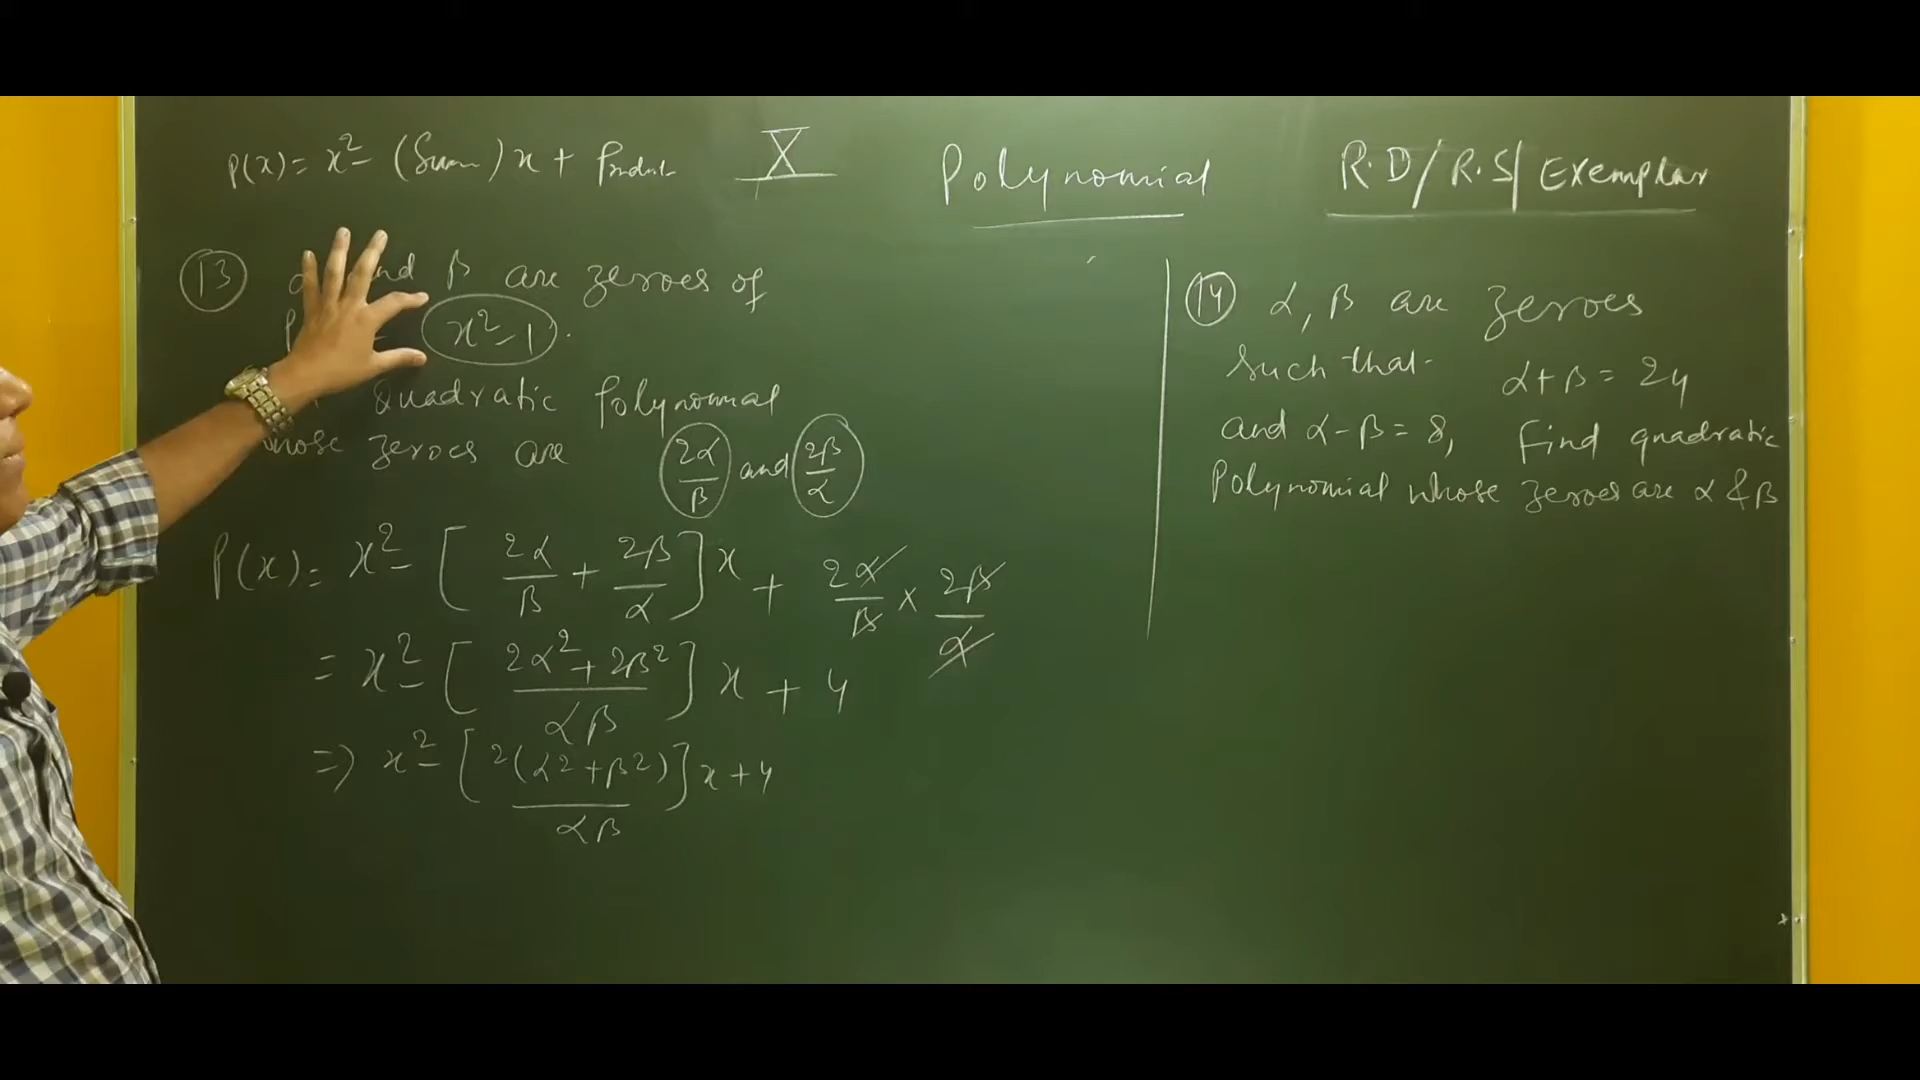 P(x) = x² - (Sum) x + Product
X
Polynomial
R.D/R.S/Exemplar
13 α and β are zeroes of
P = x² - 1.
Quadratic Polynomial
whose zeroes are 2α/β and 2β/α
P(x) = x² - [2α/β + 2β/α] x + 2α/β × 2β/α
= x² - [(2α² + 2β²)/αβ] x + 4
⇒ x² - [2(α² + β²)/αβ] x + 4
14 α, β are zeroes
such that α + β = 24
and α - β = 8, Find quadratic
Polynomial whose zeroes are α & β